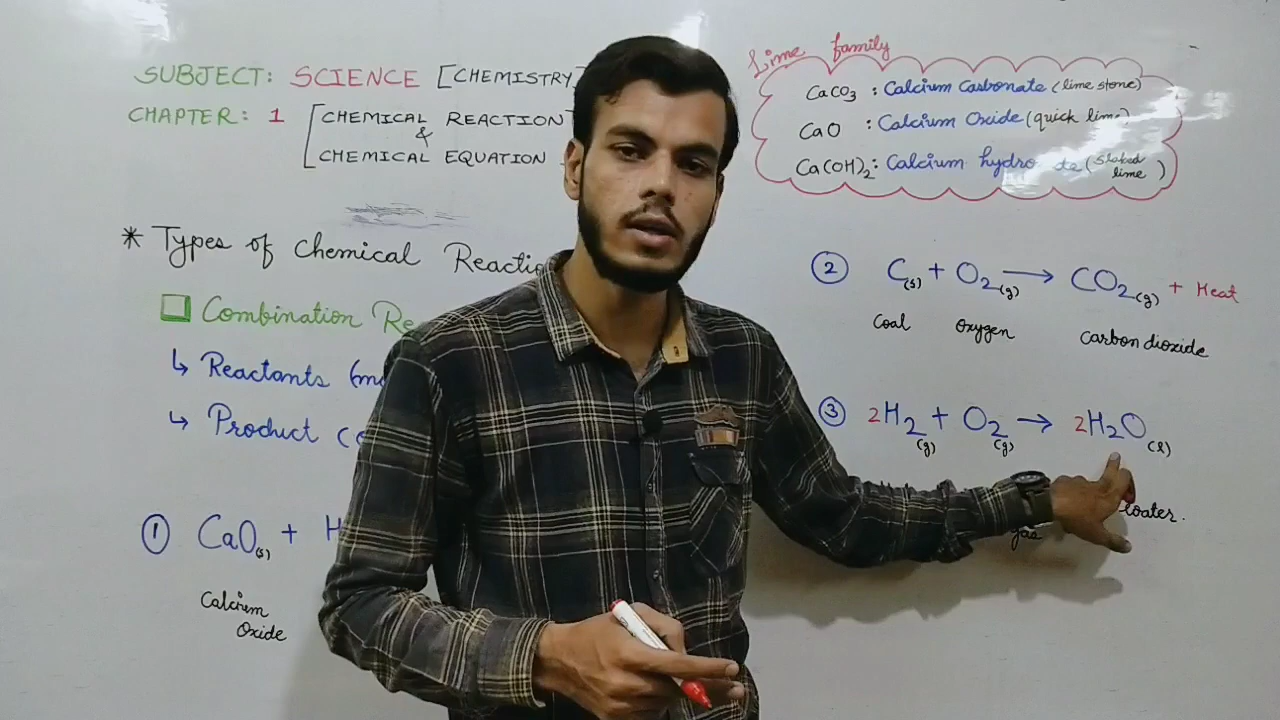 SUBJECT: SCIENCE [CHEMISTRY]
CHAPTER: 1 [CHEMICAL REACTION
&
CHEMICAL EQUATION
* Types of Chemical Reactio
Combination Re
↳ Reactants (mo
↳ Product (
① CaO(s) + H
Calcium
Oxide
Lime family
CaCO₃ : Calcium Carbonate (lime stone)
CaO : Calcium Oxide (quick lime)
Ca(OH)₂ : Calcium hydro de (Slaked lime)
② C(s) + O₂(g) → CO₂(g) + Heat
Coal Oxygen Carbondioxide
③ 2H₂(g) + O₂(g) → 2H₂O(l)
gas water.